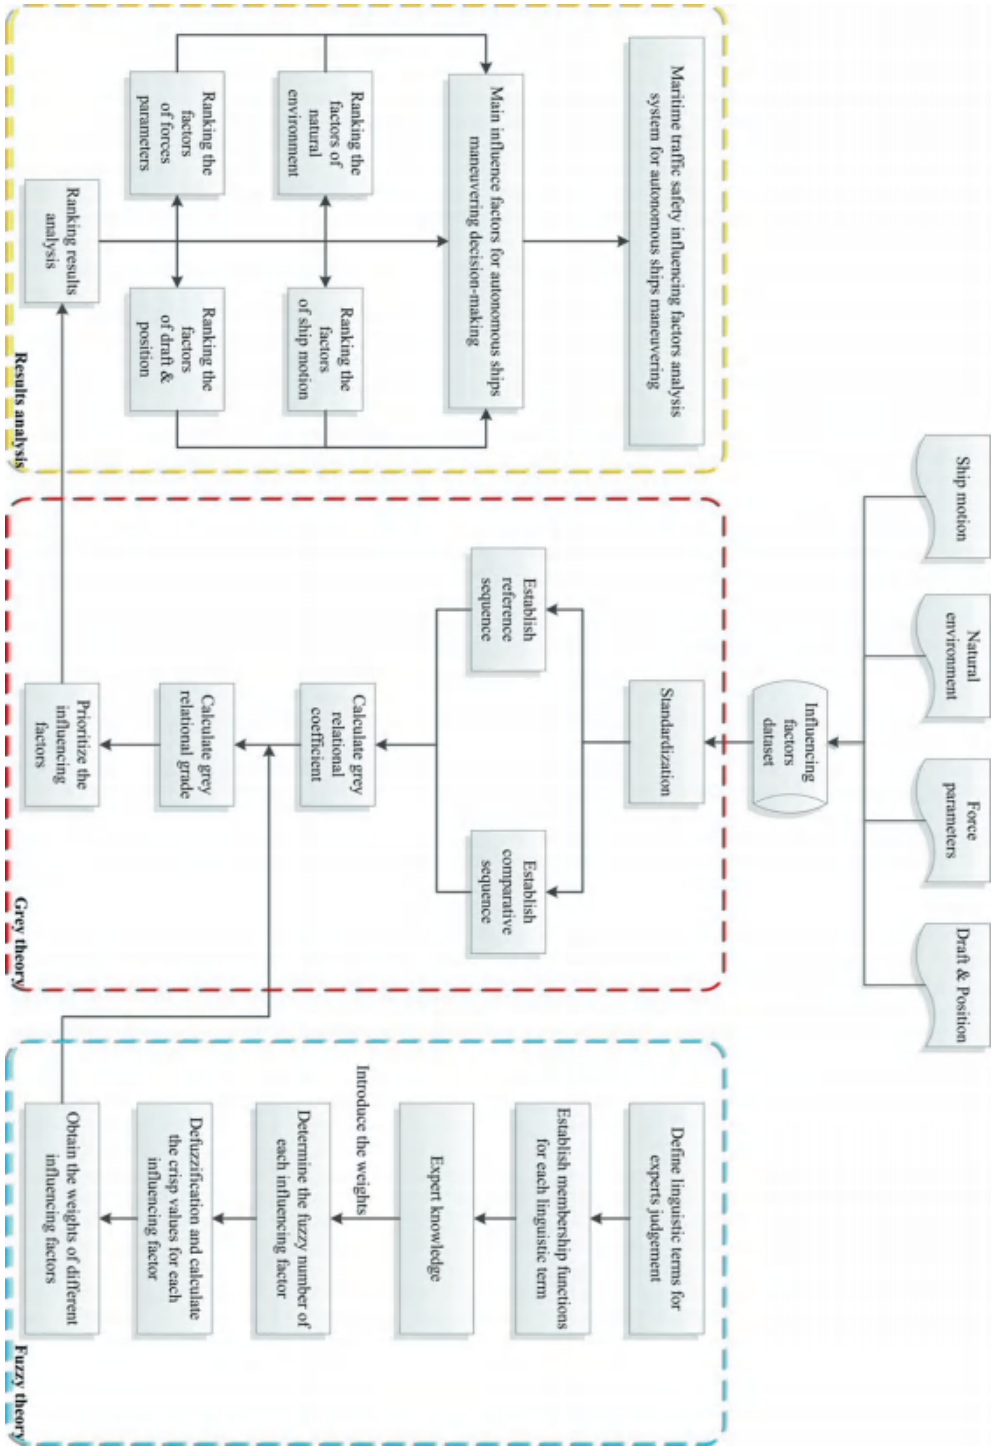 Ship motion
Natural
environment
Force
parameters
Draft & Position
Influencing
factors
dataset
Maritime traffic safety influencing factors analysis
system for autonomous ships maneuvering
Main influence factors for autonomous ships
maneuvering decision-making
Ranking the
factors of
natural
environment
Ranking the
factors
of ship motion
Ranking the
factors
of forces
parameters
Ranking the
factors
of draft &
position
Ranking results
analysis
Results analysis
Standardization
Establish
reference
sequence
Establish
comparative
sequence
Calculate grey
relational
coefficient
Calculate grey
relational grade
Prioritize the
influencing
factors
Grey theory
Define linguistic terms for
experts judgement
Establish membership functions
for each linguistic term
Expert knowledge
Introduce the weights
Determine the fuzzy number of
each influencing factor
Defuzzification and calculate
the crisp values for each
influencing factor
Obtain the weights of different
influencing factors
Fuzzy theory